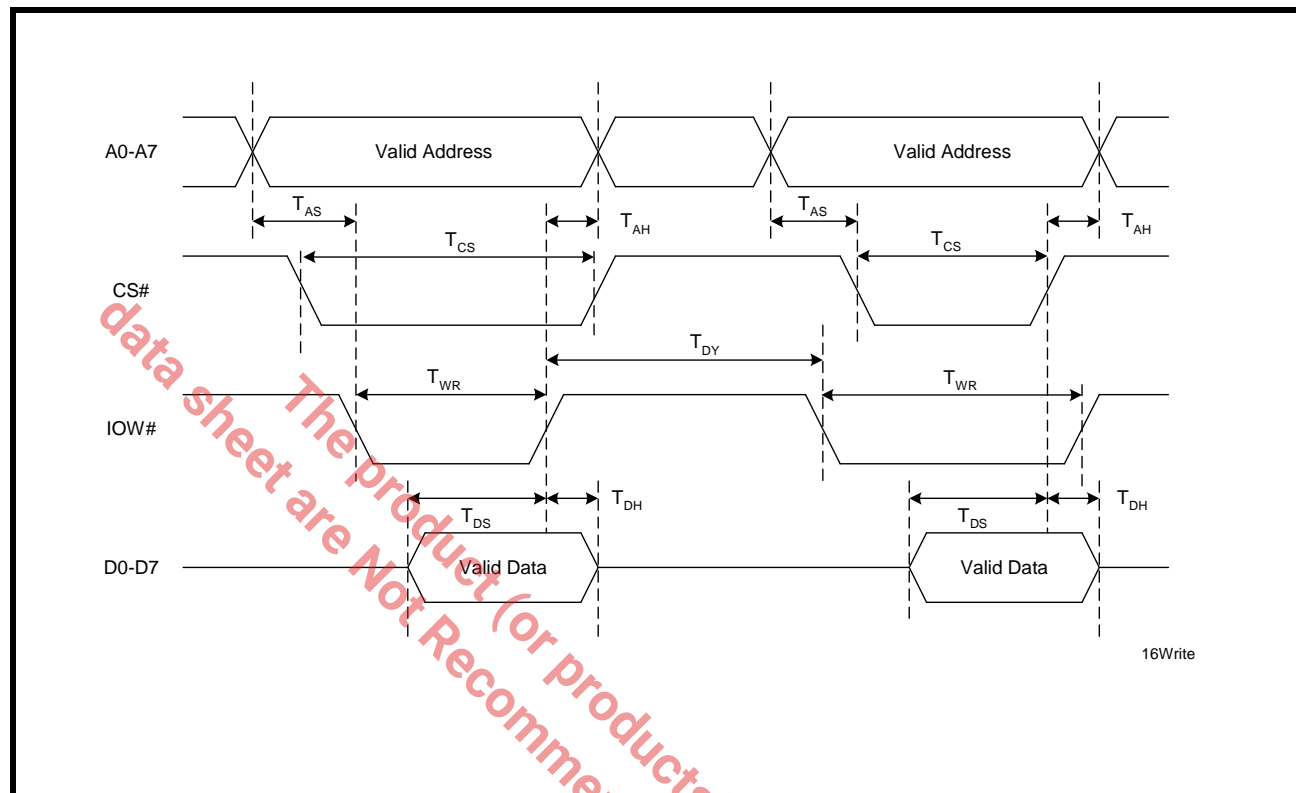 A0-A7
Valid Address
Valid Address
TAS
TAH
TAS
TAH
TCS
TCS
CS#
TDY
TWR
TWR
IOW#
TDS
TDH
TDS
TDH
D0-D7
Valid Data
Valid Data
16Write
The product (or products
data sheet are Not Recomme